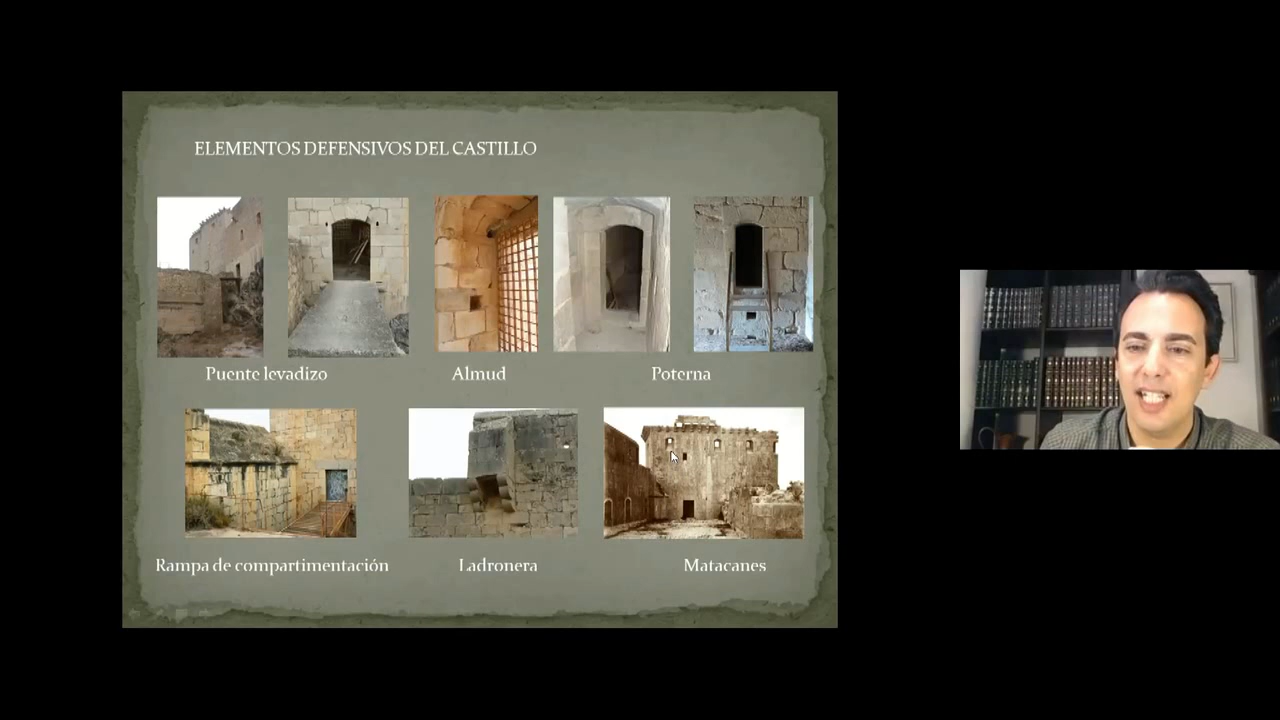 ELEMENTOS DEFENSIVOS DEL CASTILLO
Puente levadizo
Almud
Poterna
Rampa de compartimentación
Ladronera
Matacanes